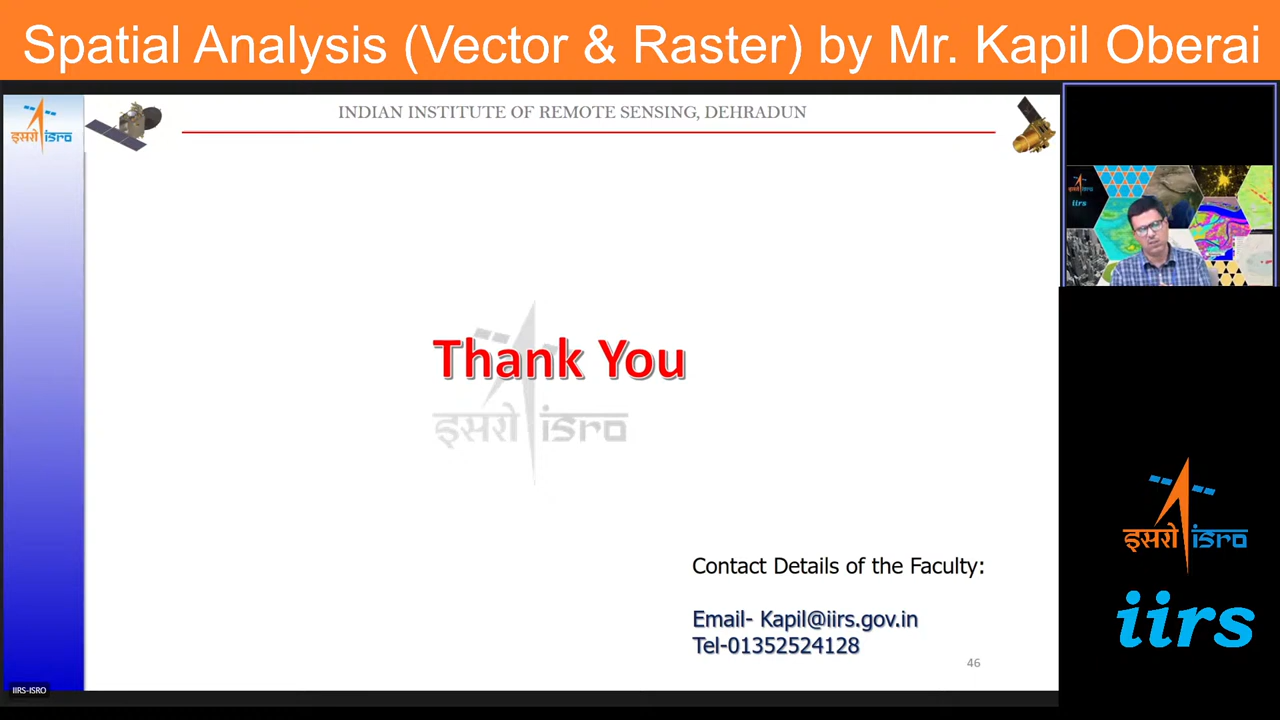 Spatial Analysis (Vector & Raster) by Mr. Kapil Oberai
इसरो isro
INDIAN INSTITUTE OF REMOTE SENSING, DEHRADUN
iirs
Thank You
इसरो isro
Contact Details of the Faculty:
Email- Kapil@iirs.gov.in
Tel-01352524128
46
इसरो isro
iirs
IIRS-ISRO